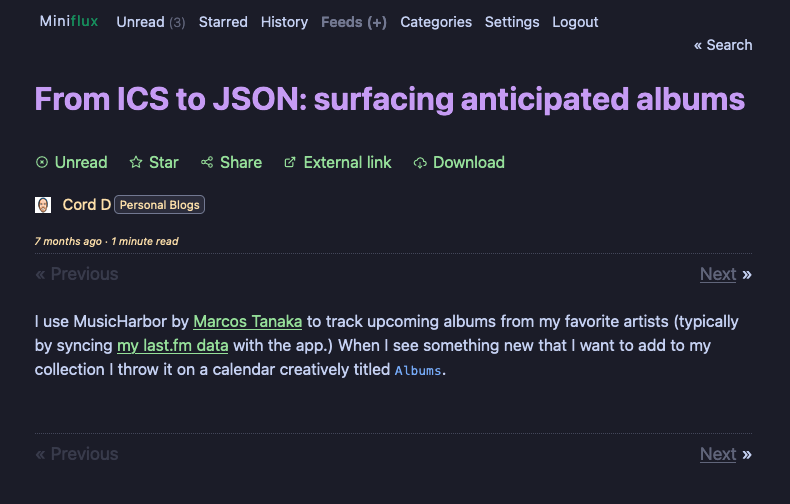 Miniflux Unread (3) Starred History Feeds (+) Categories Settings Logout
« Search
From ICS to JSON: surfacing anticipated albums
Unread Star Share External link Download
Cord D Personal Blogs
7 months ago · 1 minute read
« Previous Next »
I use MusicHarbor by Marcos Tanaka to track upcoming albums from my favorite artists (typically
by syncing my last.fm data with the app.) When I see something new that I want to add to my
collection I throw it on a calendar creatively titled Albums.
« Previous Next »